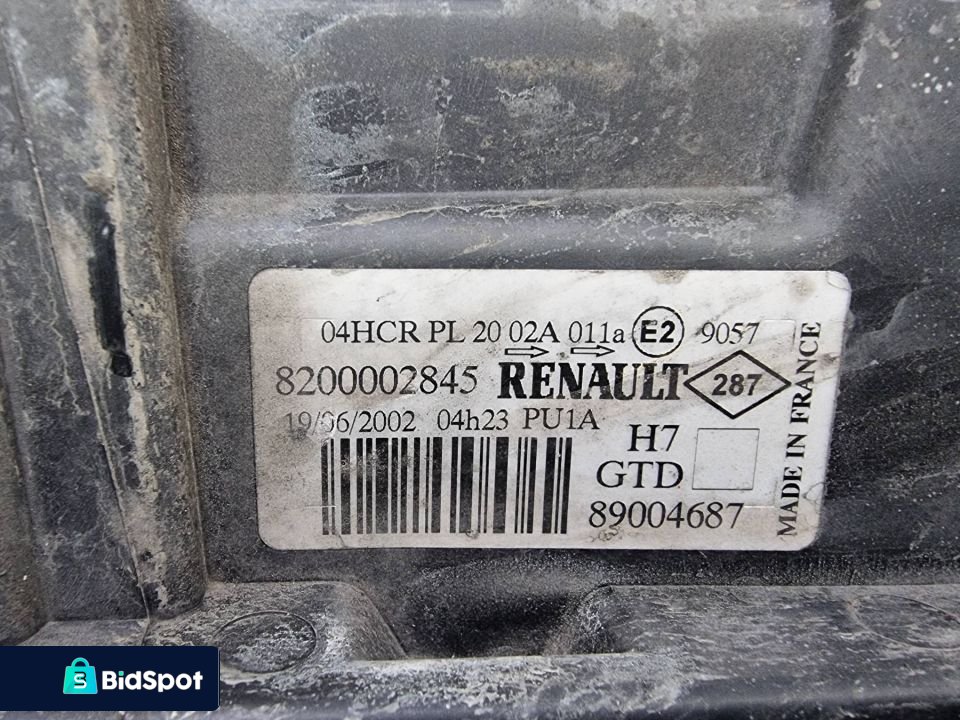 04HCR PL 20 02A 011a E2 9057
8200002845 RENAULT 287
19/06/2002 04h23 PU1A
H7
GTD
89004687
MADE IN FRANCE
BidSpot